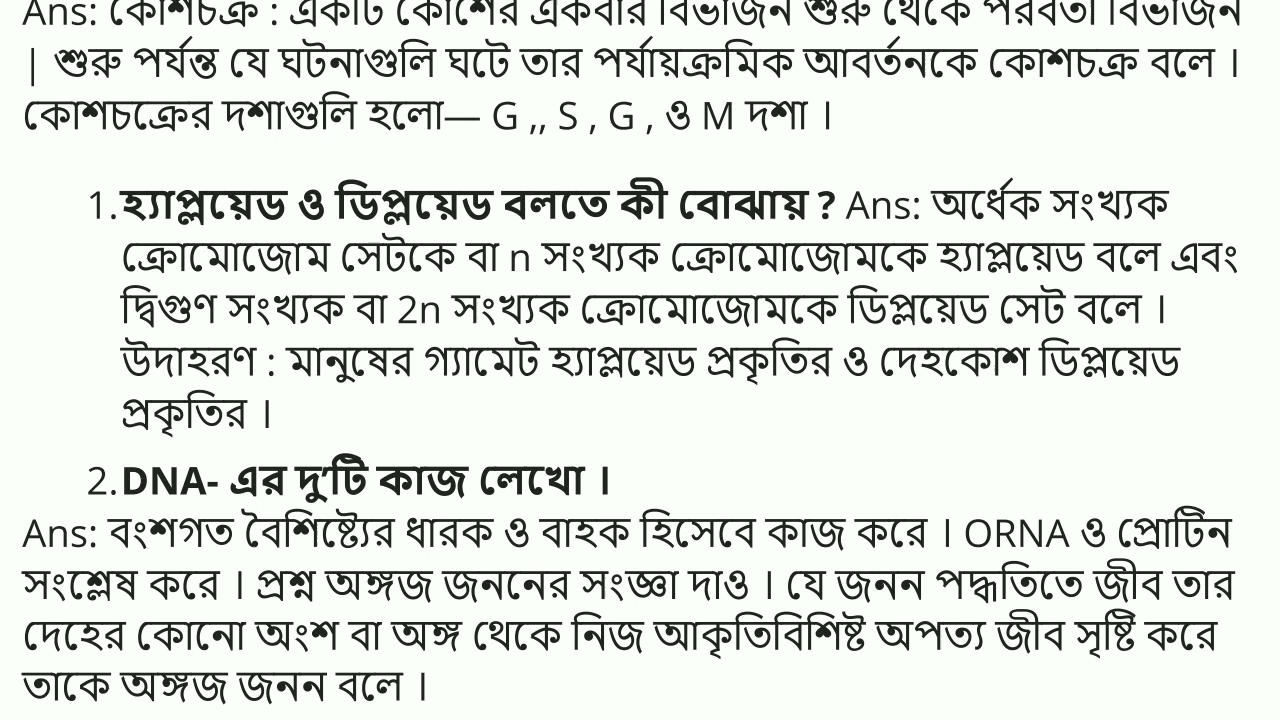 Ans: কোশচক্র : একটি কোশের একবার বিভাজন শুরু থেকে পরবর্তী বিভাজন
| শুরু পর্যন্ত যে ঘটনাগুলি ঘটে তার পর্যায়ক্রমিক আবর্তনকে কোশচক্র বলে ।
কোশচক্রের দশাগুলি হলো— G ,, S , G , ও M দশা ।
1. হ্যাপ্লয়েড ও ডিপ্লয়েড বলতে কী বোঝায় ? Ans: অর্ধেক সংখ্যক
ক্রোমোজোম সেটকে বা n সংখ্যক ক্রোমোজোমকে হ্যাপ্লয়েড বলে এবং
দ্বিগুণ সংখ্যক বা 2n সংখ্যক ক্রোমোজোমকে ডিপ্লয়েড সেট বলে ।
উদাহরণ : মানুষের গ্যামেট হ্যাপ্লয়েড প্রকৃতির ও দেহকোশ ডিপ্লয়েড
প্রকৃতির ।
2. DNA- এর দু’টি কাজ লেখো ।
Ans: বংশগত বৈশিষ্ট্যের ধারক ও বাহক হিসেবে কাজ করে । ORNA ও প্রোটিন
সংশ্লেষ করে । প্রশ্ন অঙ্গজ জননের সংজ্ঞা দাও । যে জনন পদ্ধতিতে জীব তার
দেহের কোনো অংশ বা অঙ্গ থেকে নিজ আকৃতিবিশিষ্ট অপত্য জীব সৃষ্টি করে
তাকে অঙ্গজ জনন বলে ।